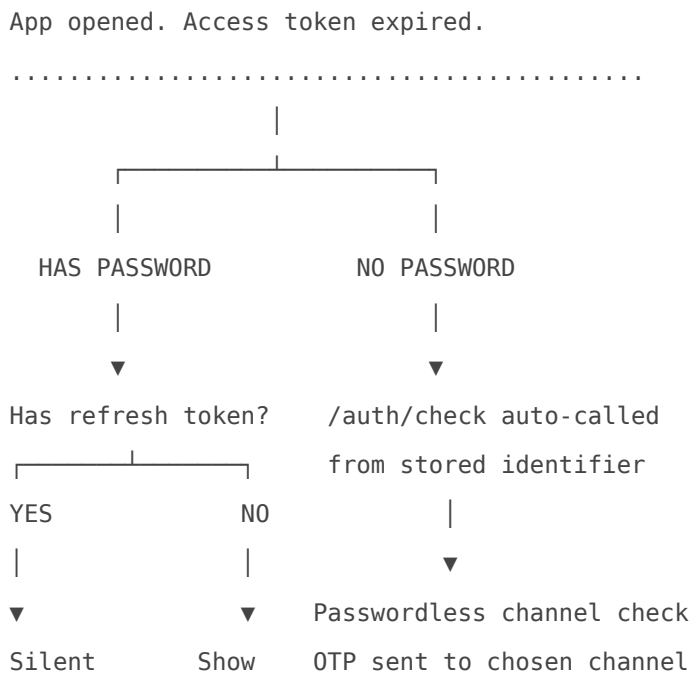 App opened. Access token expired.
HAS PASSWORD NO PASSWORD
Has refresh token? /auth/check auto-called
from stored identifier
YES NO
Passwordless channel check
Silent Show OTP sent to chosen channel